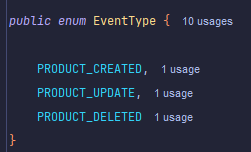 public enum EventType { 10 usages
PRODUCT_CREATED, 1 usage
PRODUCT_UPDATE, 1 usage
PRODUCT_DELETED 1 usage
}